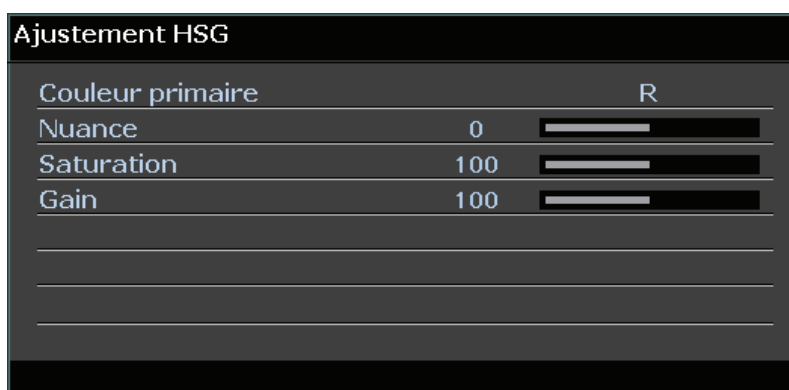 Ajustement HSG
Couleur primaire R
Nuance 0
Saturation 100
Gain 100